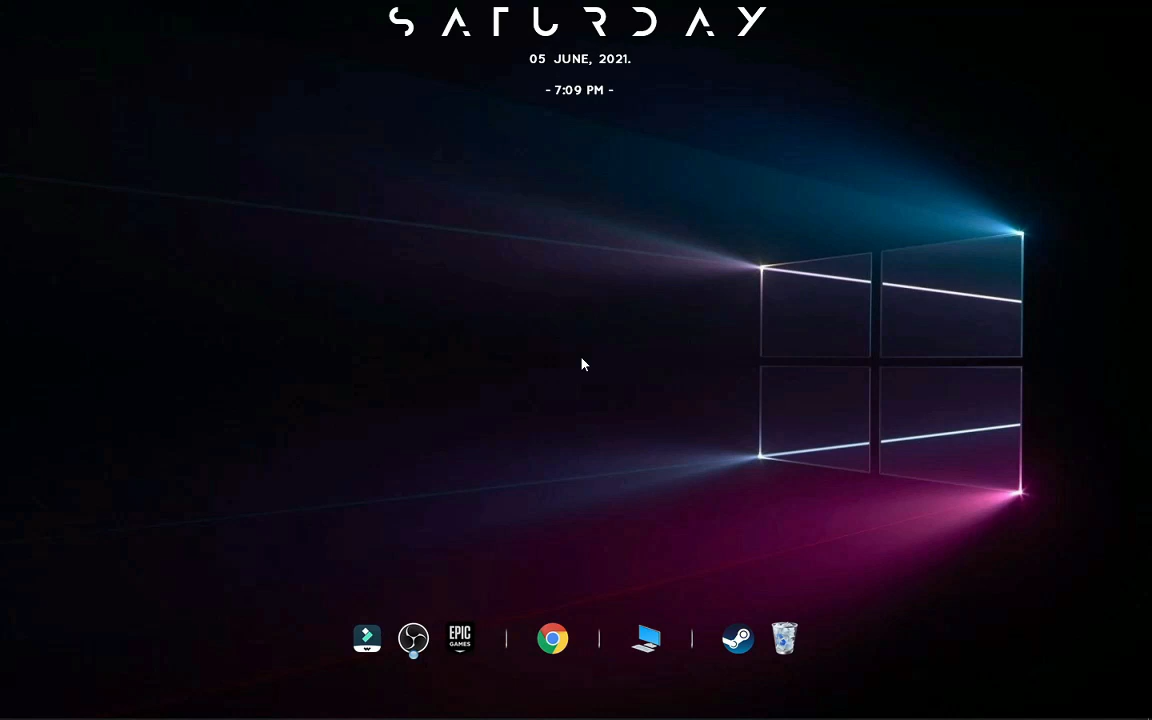 SATURDAY
05 JUNE, 2021.
- 7:09 PM -
EPIC
GAMES